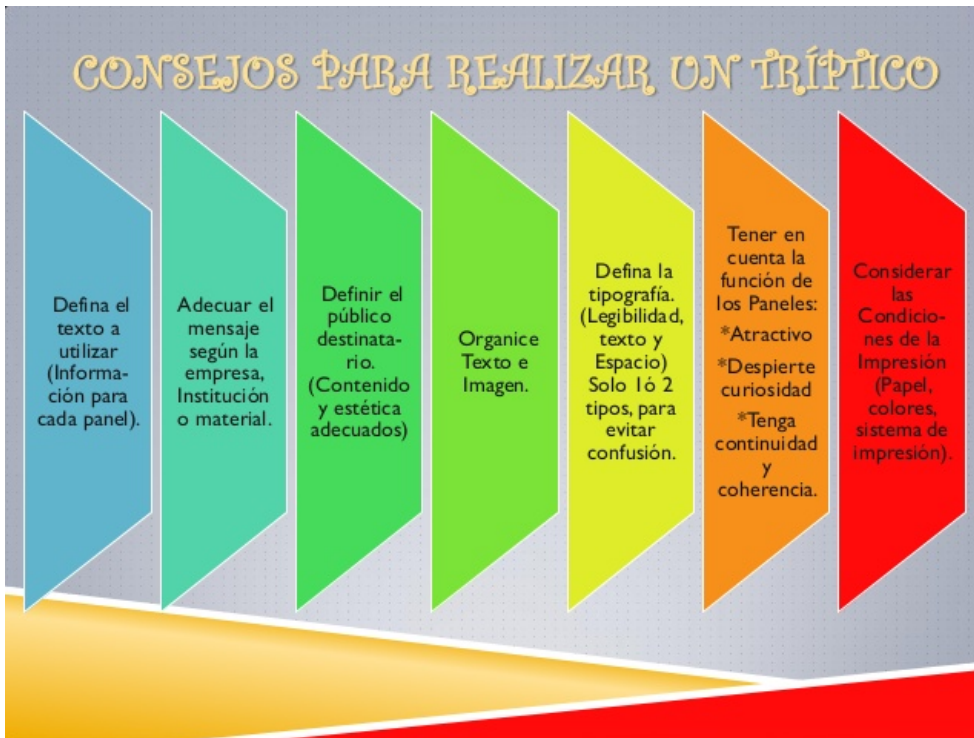 CONSEJOS PARA REALIZAR UN TRÍPTICO
Defina el
texto a
utilizar
(Informa-
ción para
cada panel).
Adecuar el
mensaje
según la
empresa,
Institución
o material.
Definir el
público
destinata-
rio.
(Contenido
y estética
adecuados)
Organice
Texto e
Imagen.
Defina la
tipografía.
(Legibilidad,
texto y
Espacio)
Solo 1ó 2
tipos, para
evitar
confusión.
Tener en
cuenta la
función de
los Paneles:
*Atractivo
*Despierte
curiosidad
*Tenga
continuidad
y
coherencia.
Considerar
las
Condicio-
nes de la
Impresión
(Papel,
colores,
sistema de
impresión).